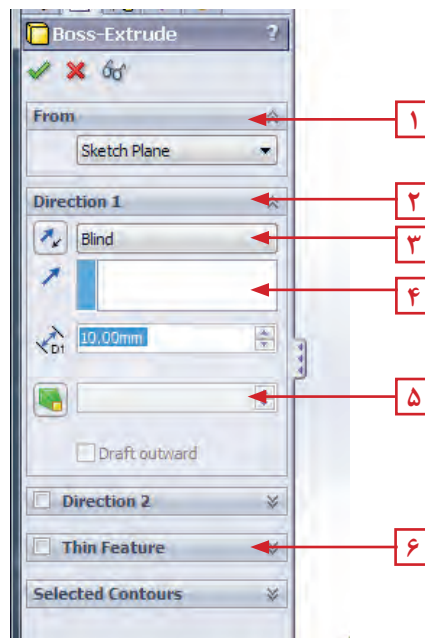 Boss-Extrude ?
From
۱
Sketch Plane
Direction 1
۲
Blind
۳
۴
D1 10.00mm
۵
Draft outward
Direction 2
Thin Feature
۶
Selected Contours